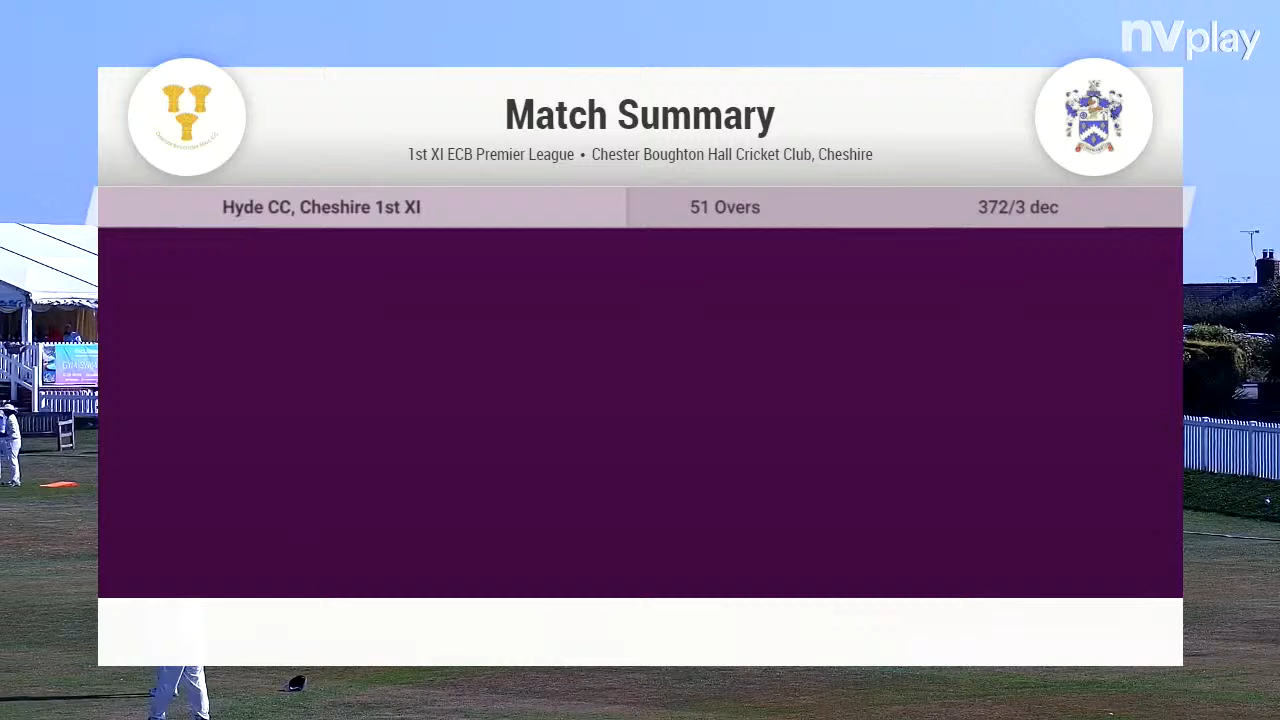 nvplay
Match Summary
1st XI ECB Premier League • Chester Boughton Hall Cricket Club, Cheshire
Hyde CC, Cheshire 1st XI 51 Overs 372/3 dec